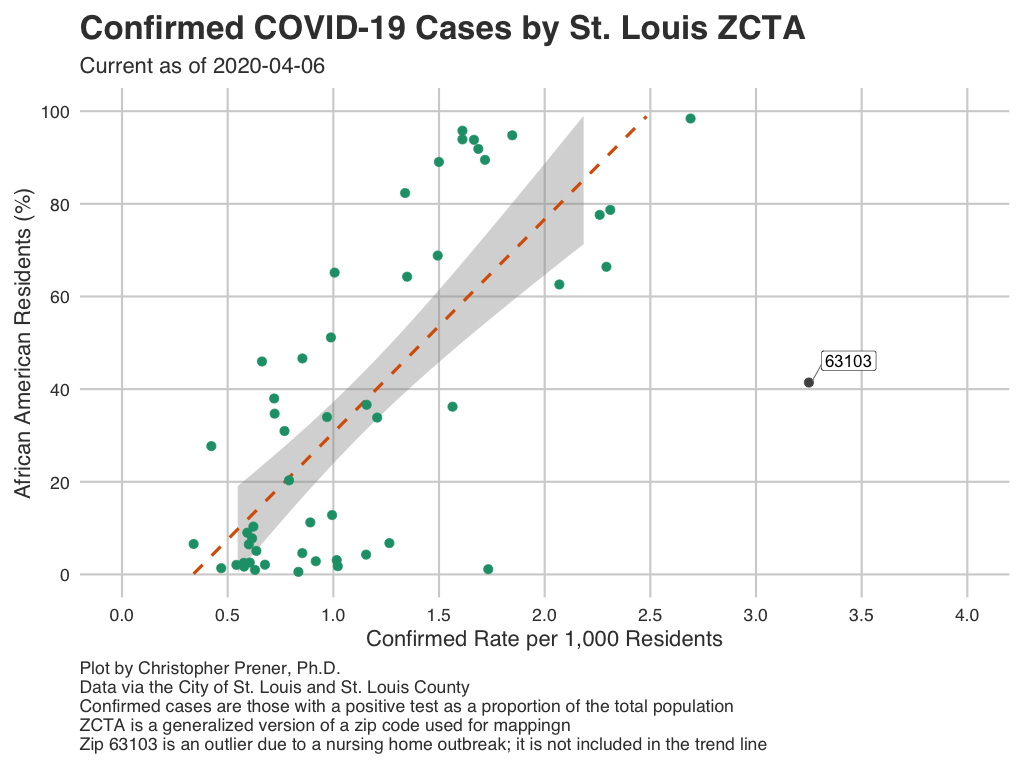 Confirmed COVID-19 Cases by St. Louis ZCTA
Current as of 2020-04-06
African American Residents (%)
100
80
60
40
20
0
63103
0.0 0.5 1.0 1.5 2.0 2.5 3.0 3.5 4.0
Confirmed Rate per 1,000 Residents
Plot by Christopher Prener, Ph.D.
Data via the City of St. Louis and St. Louis County
Confirmed cases are those with a positive test as a proportion of the total population
ZCTA is a generalized version of a zip code used for mappingn
Zip 63103 is an outlier due to a nursing home outbreak; it is not included in the trend line